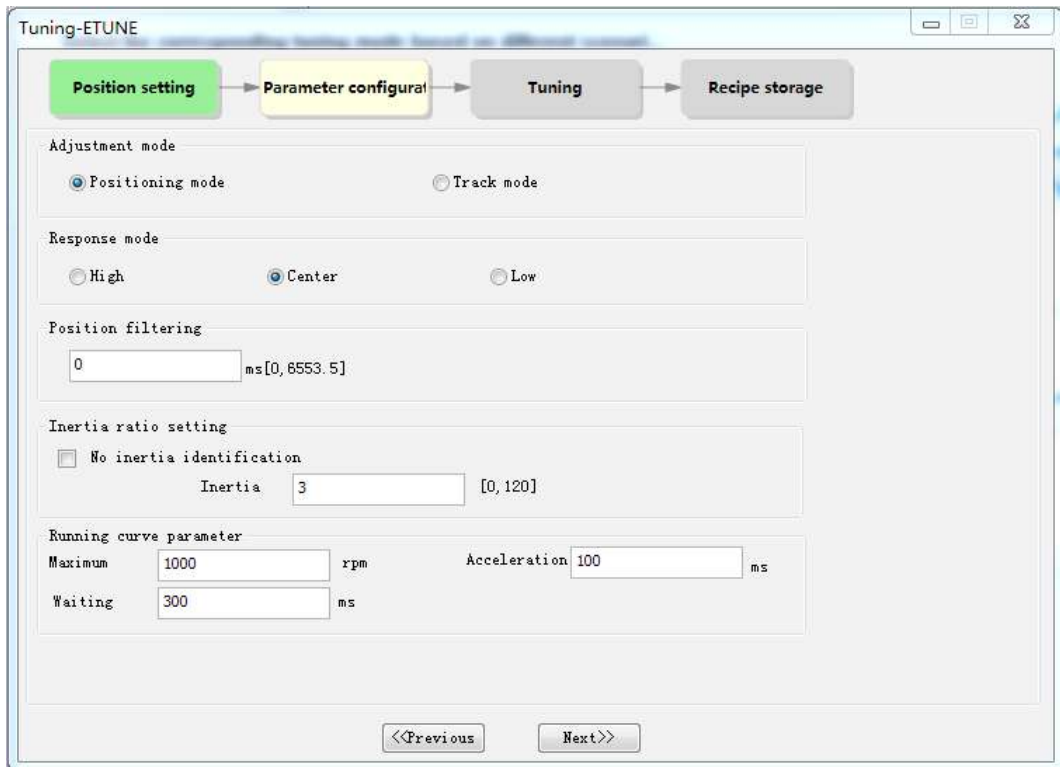 Tuning-ETUNE
Position setting
Parameter configurat
Tuning
Recipe storage
Adjustment mode
Positioning mode
Track mode
Response mode
High
Center
Low
Position filtering
0
ms[0,6553.5]
Inertia ratio setting
No inertia identification
Inertia
3
[0,120]
Running curve parameter
Maximum
1000
rpm
Acceleration
100
ms
Waiting
300
ms
<<Previous
Next>>